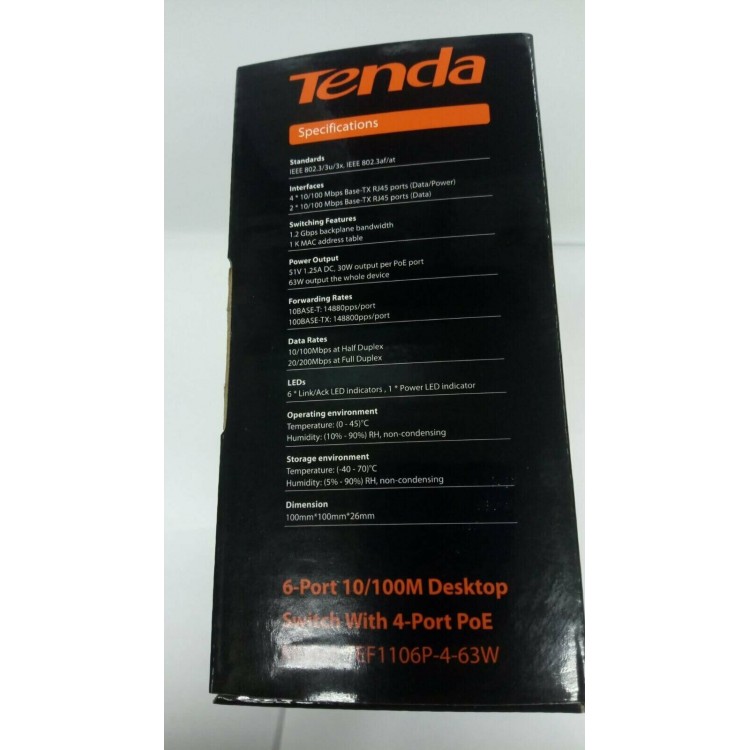 Tenda
Specifications
Standards
IEEE 802.3/3u/3x, IEEE 802.3af/at
Interfaces
4 * 10/100 Mbps Base-TX RJ45 ports (Data/Power)
2 * 10/100 Mbps Base-TX RJ45 ports (Data)
Switching Features
1.2 Gbps backplane bandwidth
1 K MAC address table
Power Output
51V 1.25A DC, 30W output per PoE port
63W output the whole device
Forwarding Rates
10BASE-T: 14880pps/port
100BASE-TX: 148800pps/port
Data Rates
10/100Mbps at Half Duplex
20/200Mbps at Full Duplex
LEDs
6 * Link/Ack LED indicators , 1 * Power LED indicator
Operating environment
Temperature: (0 - 45)°C
Humidity: (10% - 90%) RH, non-condensing
Storage environment
Temperature: (-40 - 70)°C
Humidity: (5% - 90%) RH, non-condensing
Dimension
100mm*100mm*26mm
6-Port 10/100M Desktop
Switch With 4-Port PoE
EF1106P-4-63W